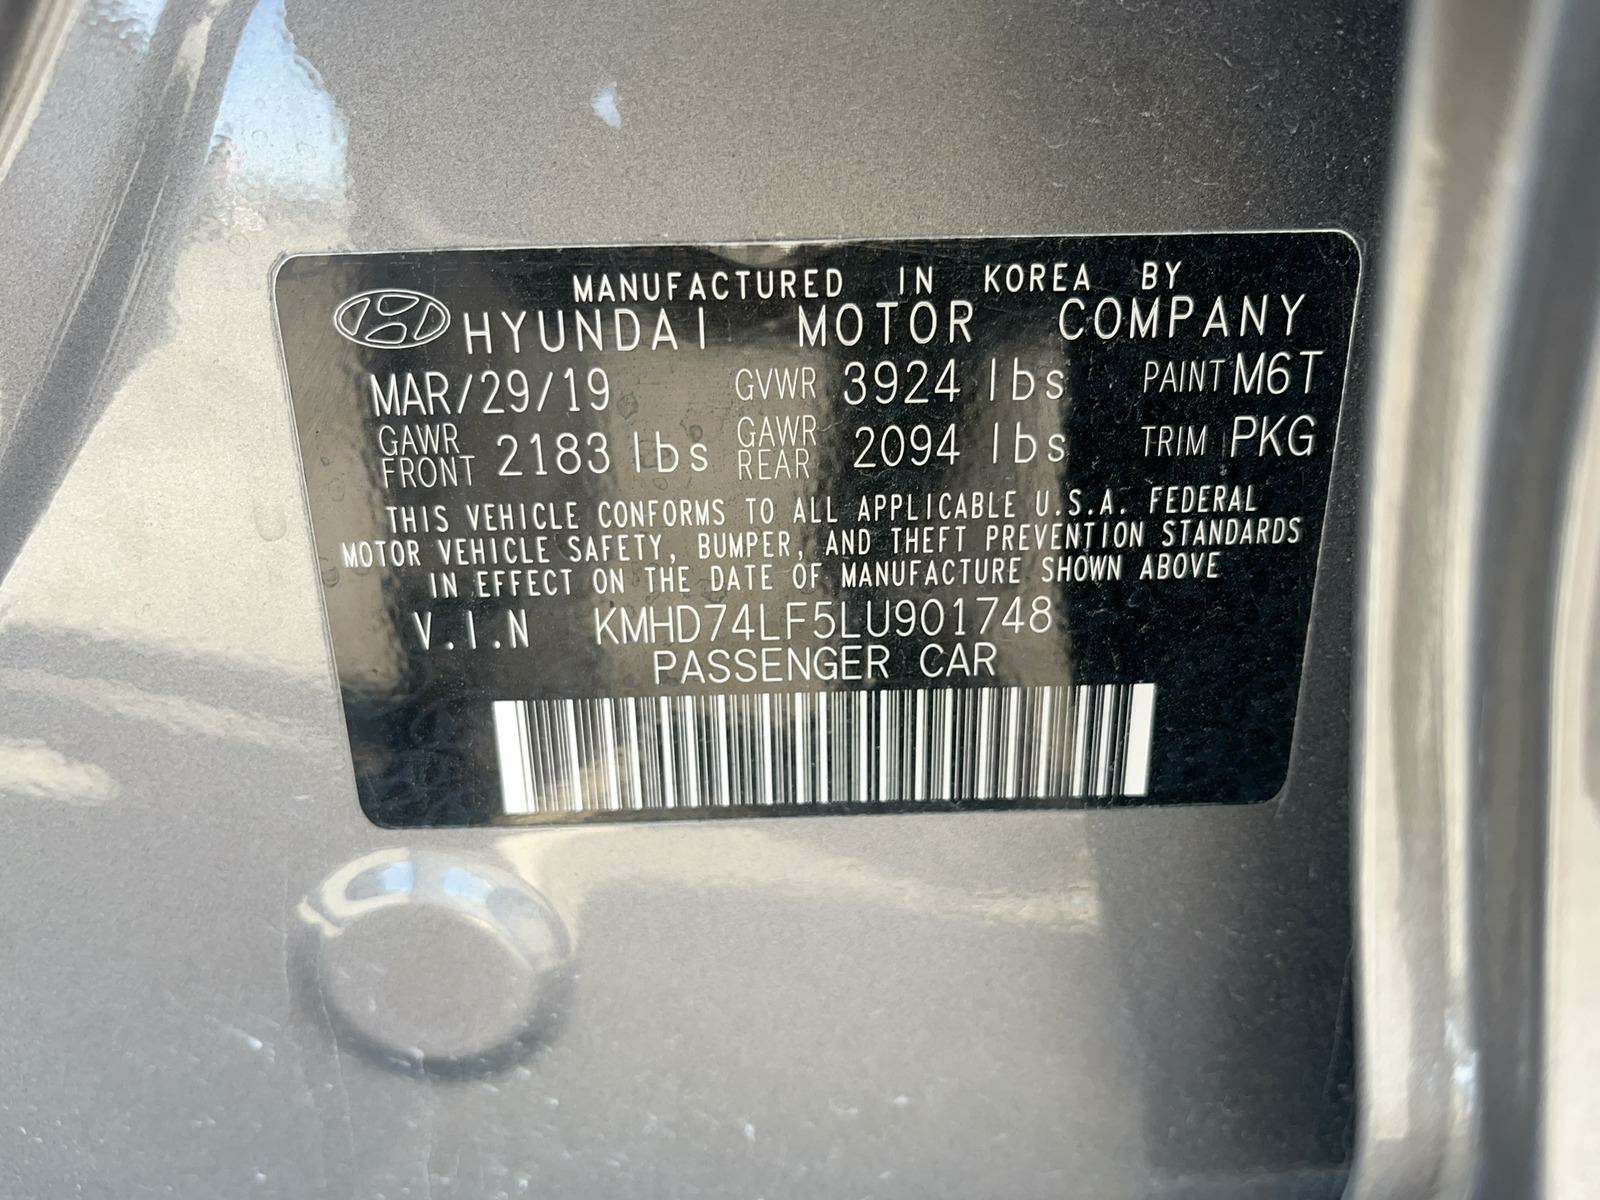 MANUFACTURED IN KOREA BY
HYUNDAI MOTOR COMPANY
MAR/29/19 GVWR 3924 lbs PAINT M6T
GAWR FRONT 2183 lbs GAWR REAR 2094 lbs TRIM PKG
THIS VEHICLE CONFORMS TO ALL APPLICABLE U.S.A. FEDERAL
MOTOR VEHICLE SAFETY, BUMPER, AND THEFT PREVENTION STANDARDS
IN EFFECT ON THE DATE OF MANUFACTURE SHOWN ABOVE
V.I.N KMHD74LF5LU901748
PASSENGER CAR